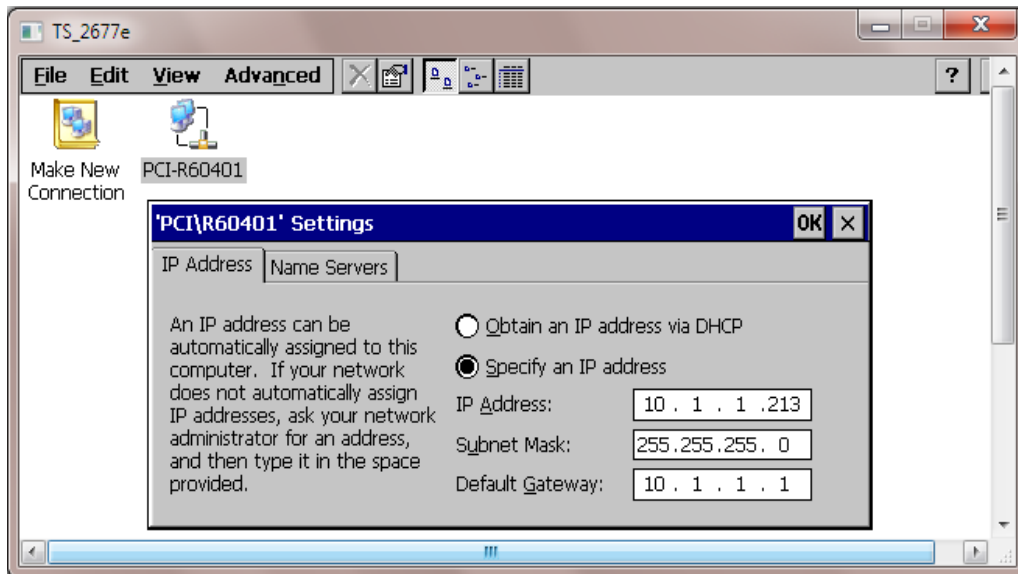 TS_2677e
File Edit View Advanced ?
Make New
Connection
PCI-R60401
'PCI\R60401' Settings OK
IP Address Name Servers
An IP address can be
automatically assigned to this
computer. If your network
does not automatically assign
IP addresses, ask your network
administrator for an address,
and then type it in the space
provided.
Obtain an IP address via DHCP
Specify an IP address
IP Address: 10 . 1 . 1 .213
Subnet Mask: 255.255.255. 0
Default Gateway: 10 . 1 . 1 . 1